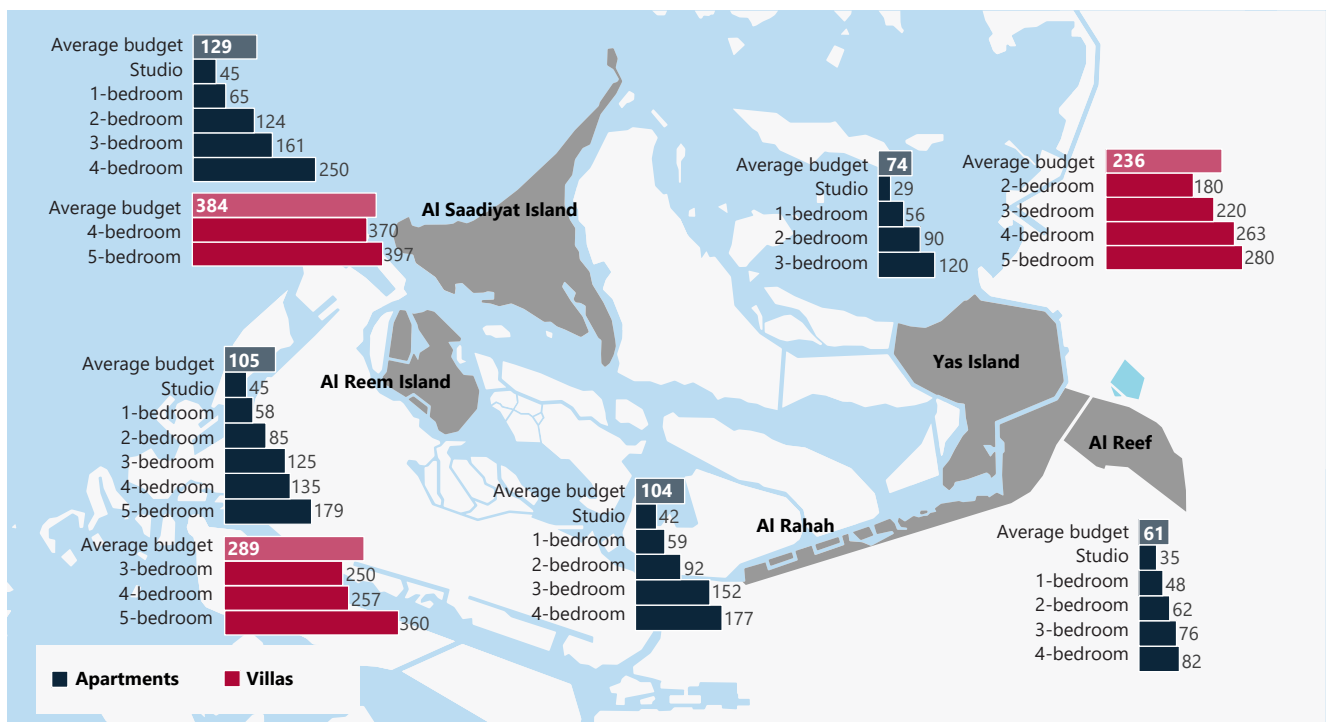 Average budget 129
Studio 45
1-bedroom 65
2-bedroom 124
3-bedroom 161
4-bedroom 250
Average budget 384
4-bedroom 370
5-bedroom 397
Al Saadiyat Island
Average budget 74
Studio 29
1-bedroom 56
2-bedroom 90
3-bedroom 120
Average budget 236
2-bedroom 180
3-bedroom 220
4-bedroom 263
5-bedroom 280
Average budget 105
Studio 45
1-bedroom 58
2-bedroom 85
3-bedroom 125
4-bedroom 135
5-bedroom 179
Average budget 289
3-bedroom 250
4-bedroom 257
5-bedroom 360
Al Reem Island
Yas Island
Al Reef
Average budget 104
Studio 42
1-bedroom 59
2-bedroom 92
3-bedroom 152
4-bedroom 177
Al Rahah
Average budget 61
Studio 35
1-bedroom 48
2-bedroom 62
3-bedroom 76
4-bedroom 82
Apartments Villas